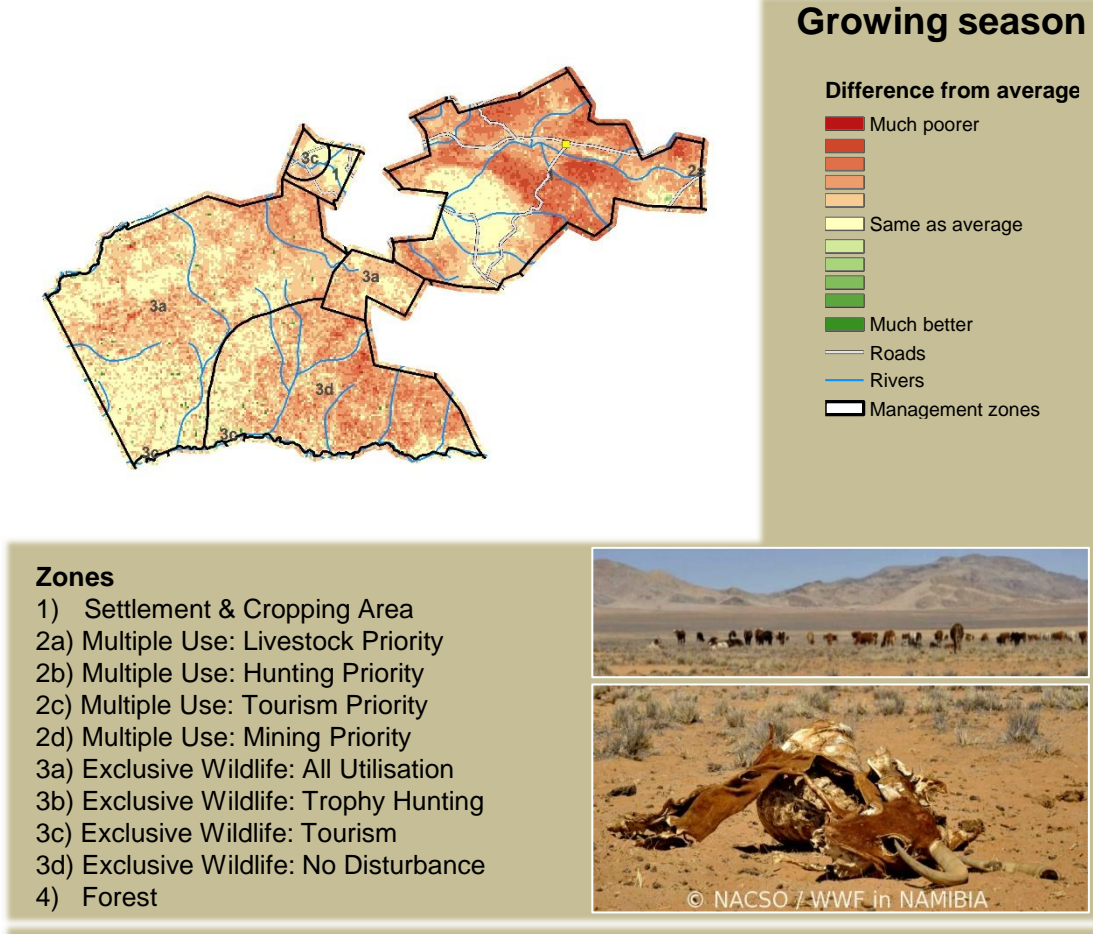 Growing season
Difference from average
Much poorer
Same as average
Much better
Roads
Rivers
Management zones
3c
1
2a
3a
3a
3d
3c
3c
Zones
1) Settlement & Cropping Area
2a) Multiple Use: Livestock Priority
2b) Multiple Use: Hunting Priority
2c) Multiple Use: Tourism Priority
2d) Multiple Use: Mining Priority
3a) Exclusive Wildlife: All Utilisation
3b) Exclusive Wildlife: Trophy Hunting
3c) Exclusive Wildlife: Tourism
3d) Exclusive Wildlife: No Disturbance
4) Forest
© NACSO / WWF in NAMIBIA